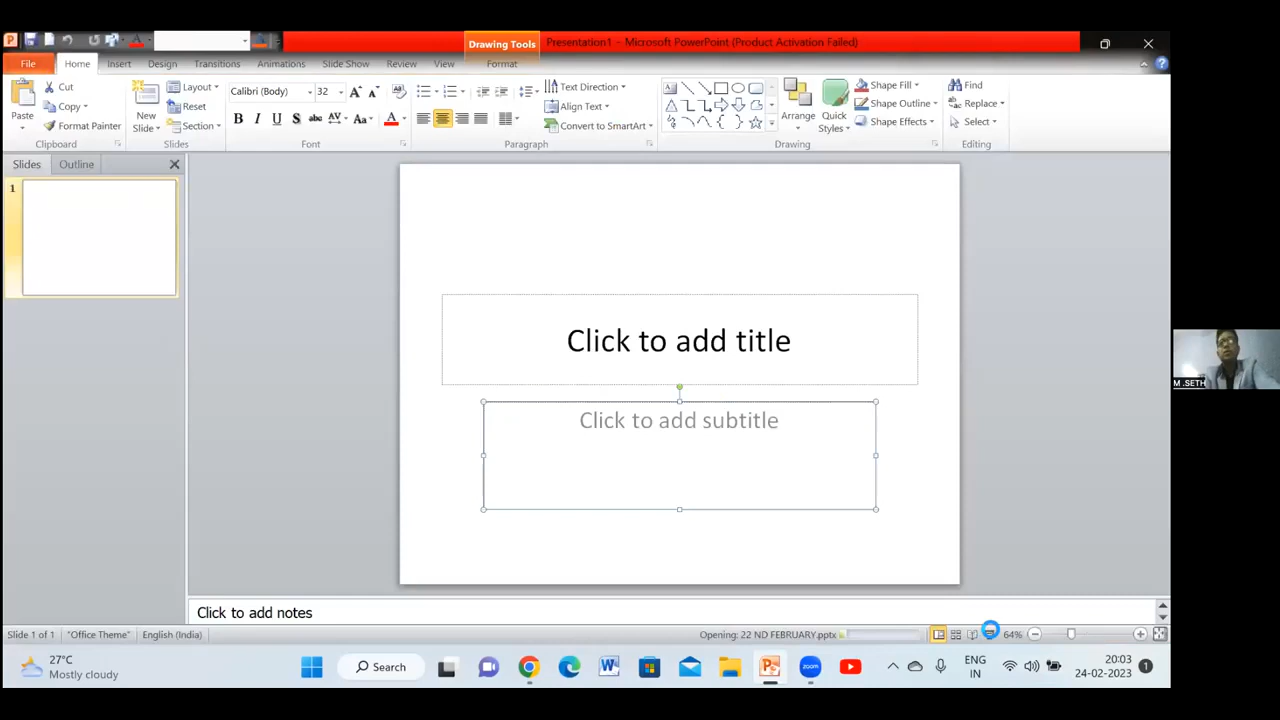 Drawing Tools
Presentation1 - Microsoft PowerPoint (Product Activation Failed)
File Home Insert Design Transitions Animations Slide Show Review View Format
Paste
Cut
Copy
Format Painter
Clipboard
New
Slide
Layout
Reset
Section
Slides
Calibri (Body) 32
B I U S abc AV Aa A
Font
Text Direction
Align Text
Convert to SmartArt
Paragraph
Arrange
Quick
Styles
Shape Fill
Shape Outline
Shape Effects
Drawing
Find
Replace
Select
Editing
Slides Outline
1
Click to add title
Click to add subtitle
M .SETH
Click to add notes
Slide 1 of 1 "Office Theme" English (India) Opening: 22 ND FEBRUARY.pptx 64%
27°C
Mostly cloudy
Search
zoom
ENG
IN
20:03
24-02-2023
1